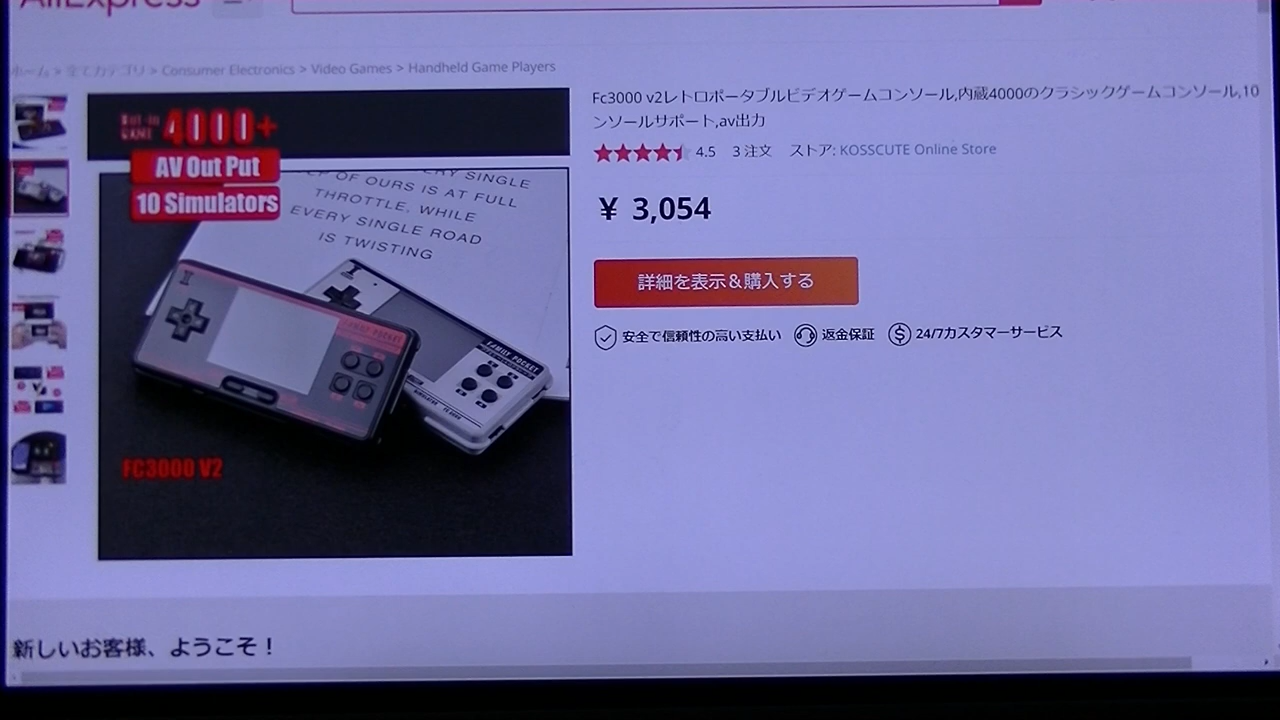 AliExpress
ホーム > 全てカテゴリ > Consumer Electronics > Video Games > Handheld Game Players
Fc3000 v2レトロポータブルビデオゲームコンソール,内蔵4000のクラシックゲームコンソール,10
ンソールサポート,av出力
4.5 3 注文 ストア: KOSSCUTE Online Store
¥ 3,054
詳細を表示&購入する
安全で信頼性の高い支払い 返金保証 24/7カスタマーサービス
4000+
AV Out Put
10 Simulators
OF OURS IS AT FULL
THROTTLE, WHILE
EVERY SINGLE ROAD
IS TWISTING
FAMILY POCKET
FAMILY POCKET
FC3000 V2
新しいお客様、ようこそ!